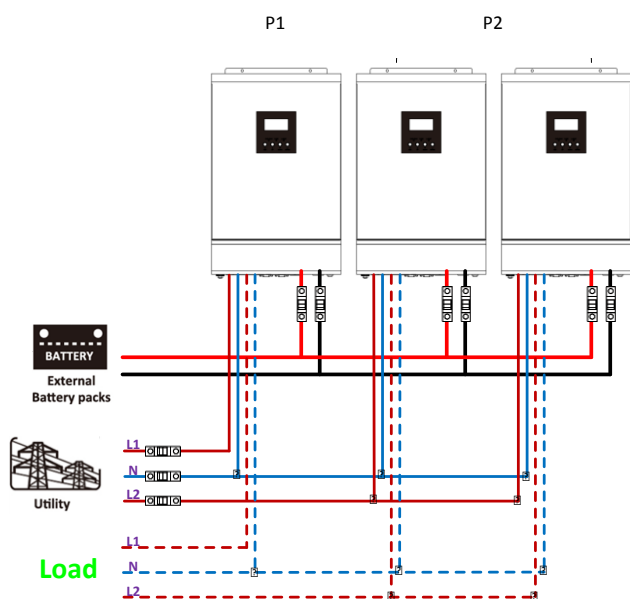 P1
P2
BATTERY
External
Battery packs
L1
N
L2
Utility
L1
N
L2
Load